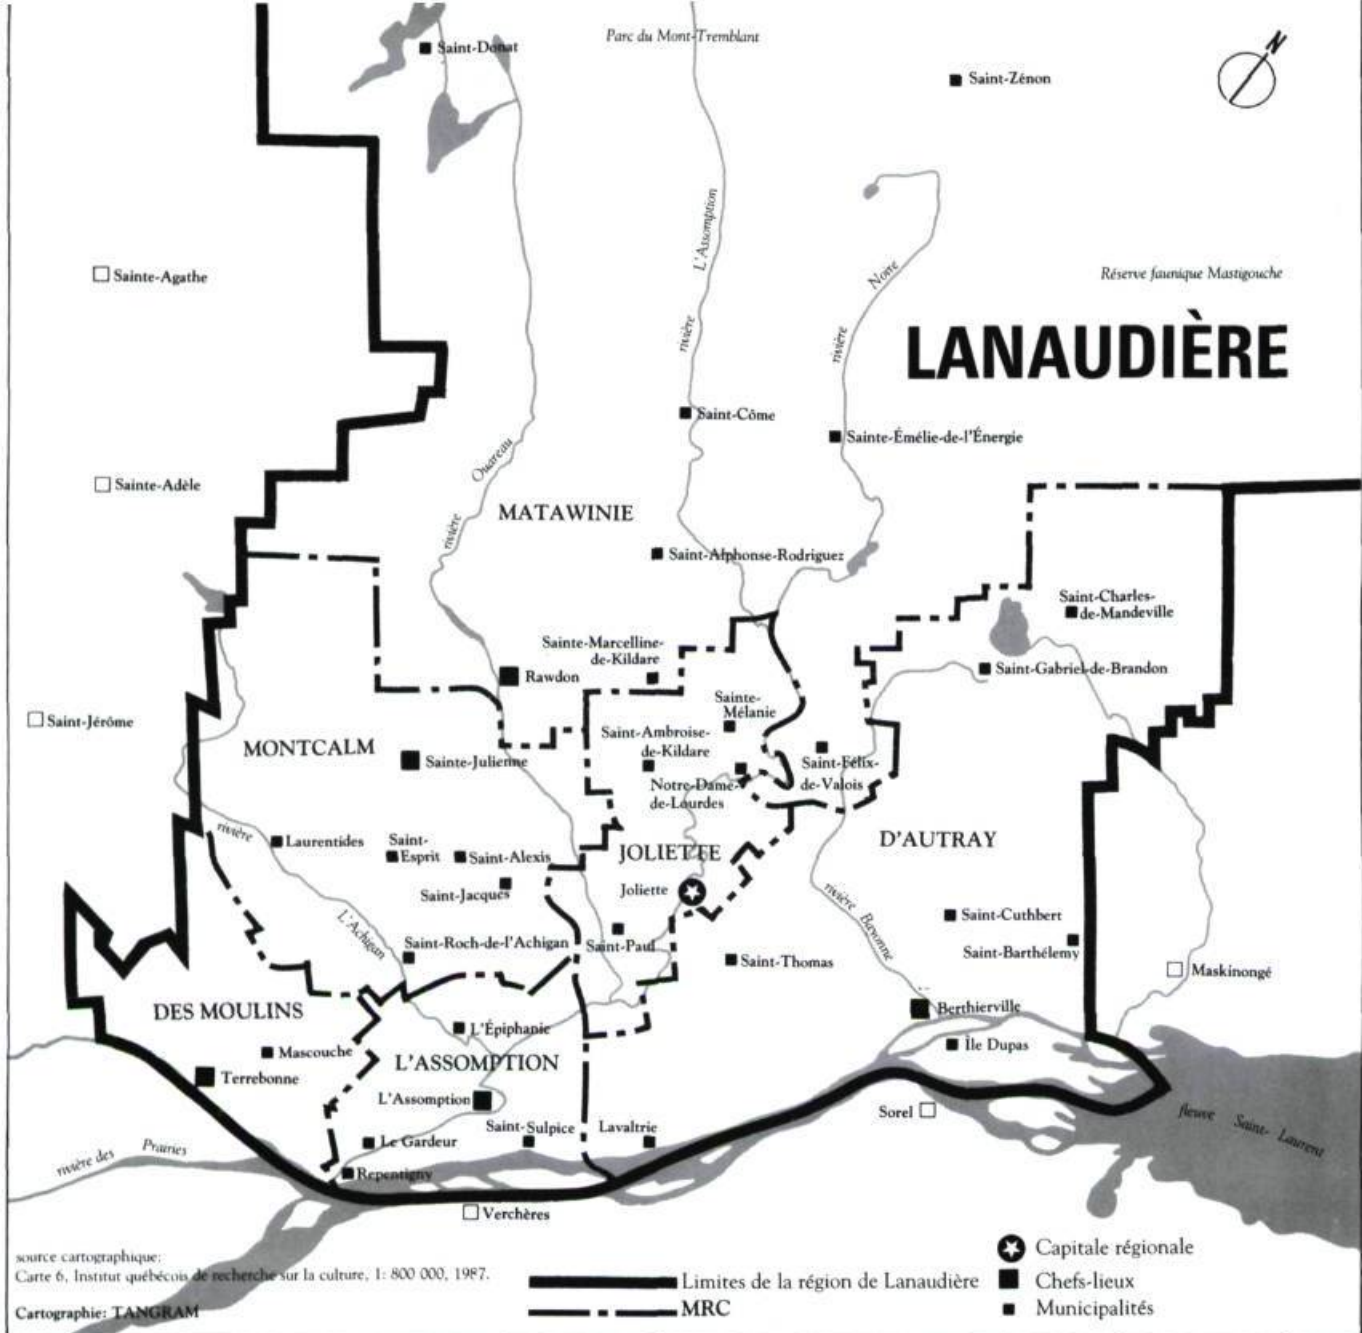 Saint-Donat
Parc du Mont-Tremblant
Saint-Zénon
N
Sainte-Agathe
rivière L'Assomption
rivière Noire
Réserve faunique Mastigouche
LANAUDIÈRE
Saint-Côme
Sainte-Émélie-de-l'Énergie
Sainte-Adèle
rivière Ouareau
MATAWINIE
Saint-Alphonse-Rodriguez
Saint-Charles-
de-Mandeville
Sainte-Marcelline-
de-Kildare
Rawdon
Saint-Gabriel-de-Brandon
Saint-Jérôme
Sainte-
Mélanie
Saint-Ambroise-
de-Kildare
MONTCALM
Sainte-Julienne
Saint-Félix-
de-Valois
Notre-Dame-
de-Lourdes
rivière L'Achigan
Laurentides
Saint-
Esprit
Saint-Alexis
JOLIETTE
D'AUTRAY
Saint-Jacques
Joliette
rivière Bayonne
Saint-Cuthbert
Saint-Roch-de-l'Achigan
Saint-Paul
Saint-Barthélemy
Saint-Thomas
Maskinongé
DES MOULINS
Berthierville
L'Épiphanie
Mascouche
L'ASSOMPTION
Île Dupas
Terrebonne
L'Assomption
Sorel
fleuve Saint-Laurent
Saint-Sulpice
Lavaltrie
Le Gardeur
rivière des Prairies
Repentigny
Verchères
source cartographique:
Carte 6, Institut québécois de recherche sur la culture, 1: 800 000, 1987.
Cartographie: TANGRAM
Limites de la région de Lanaudière
MRC
Capitale régionale
Chefs-lieux
Municipalités